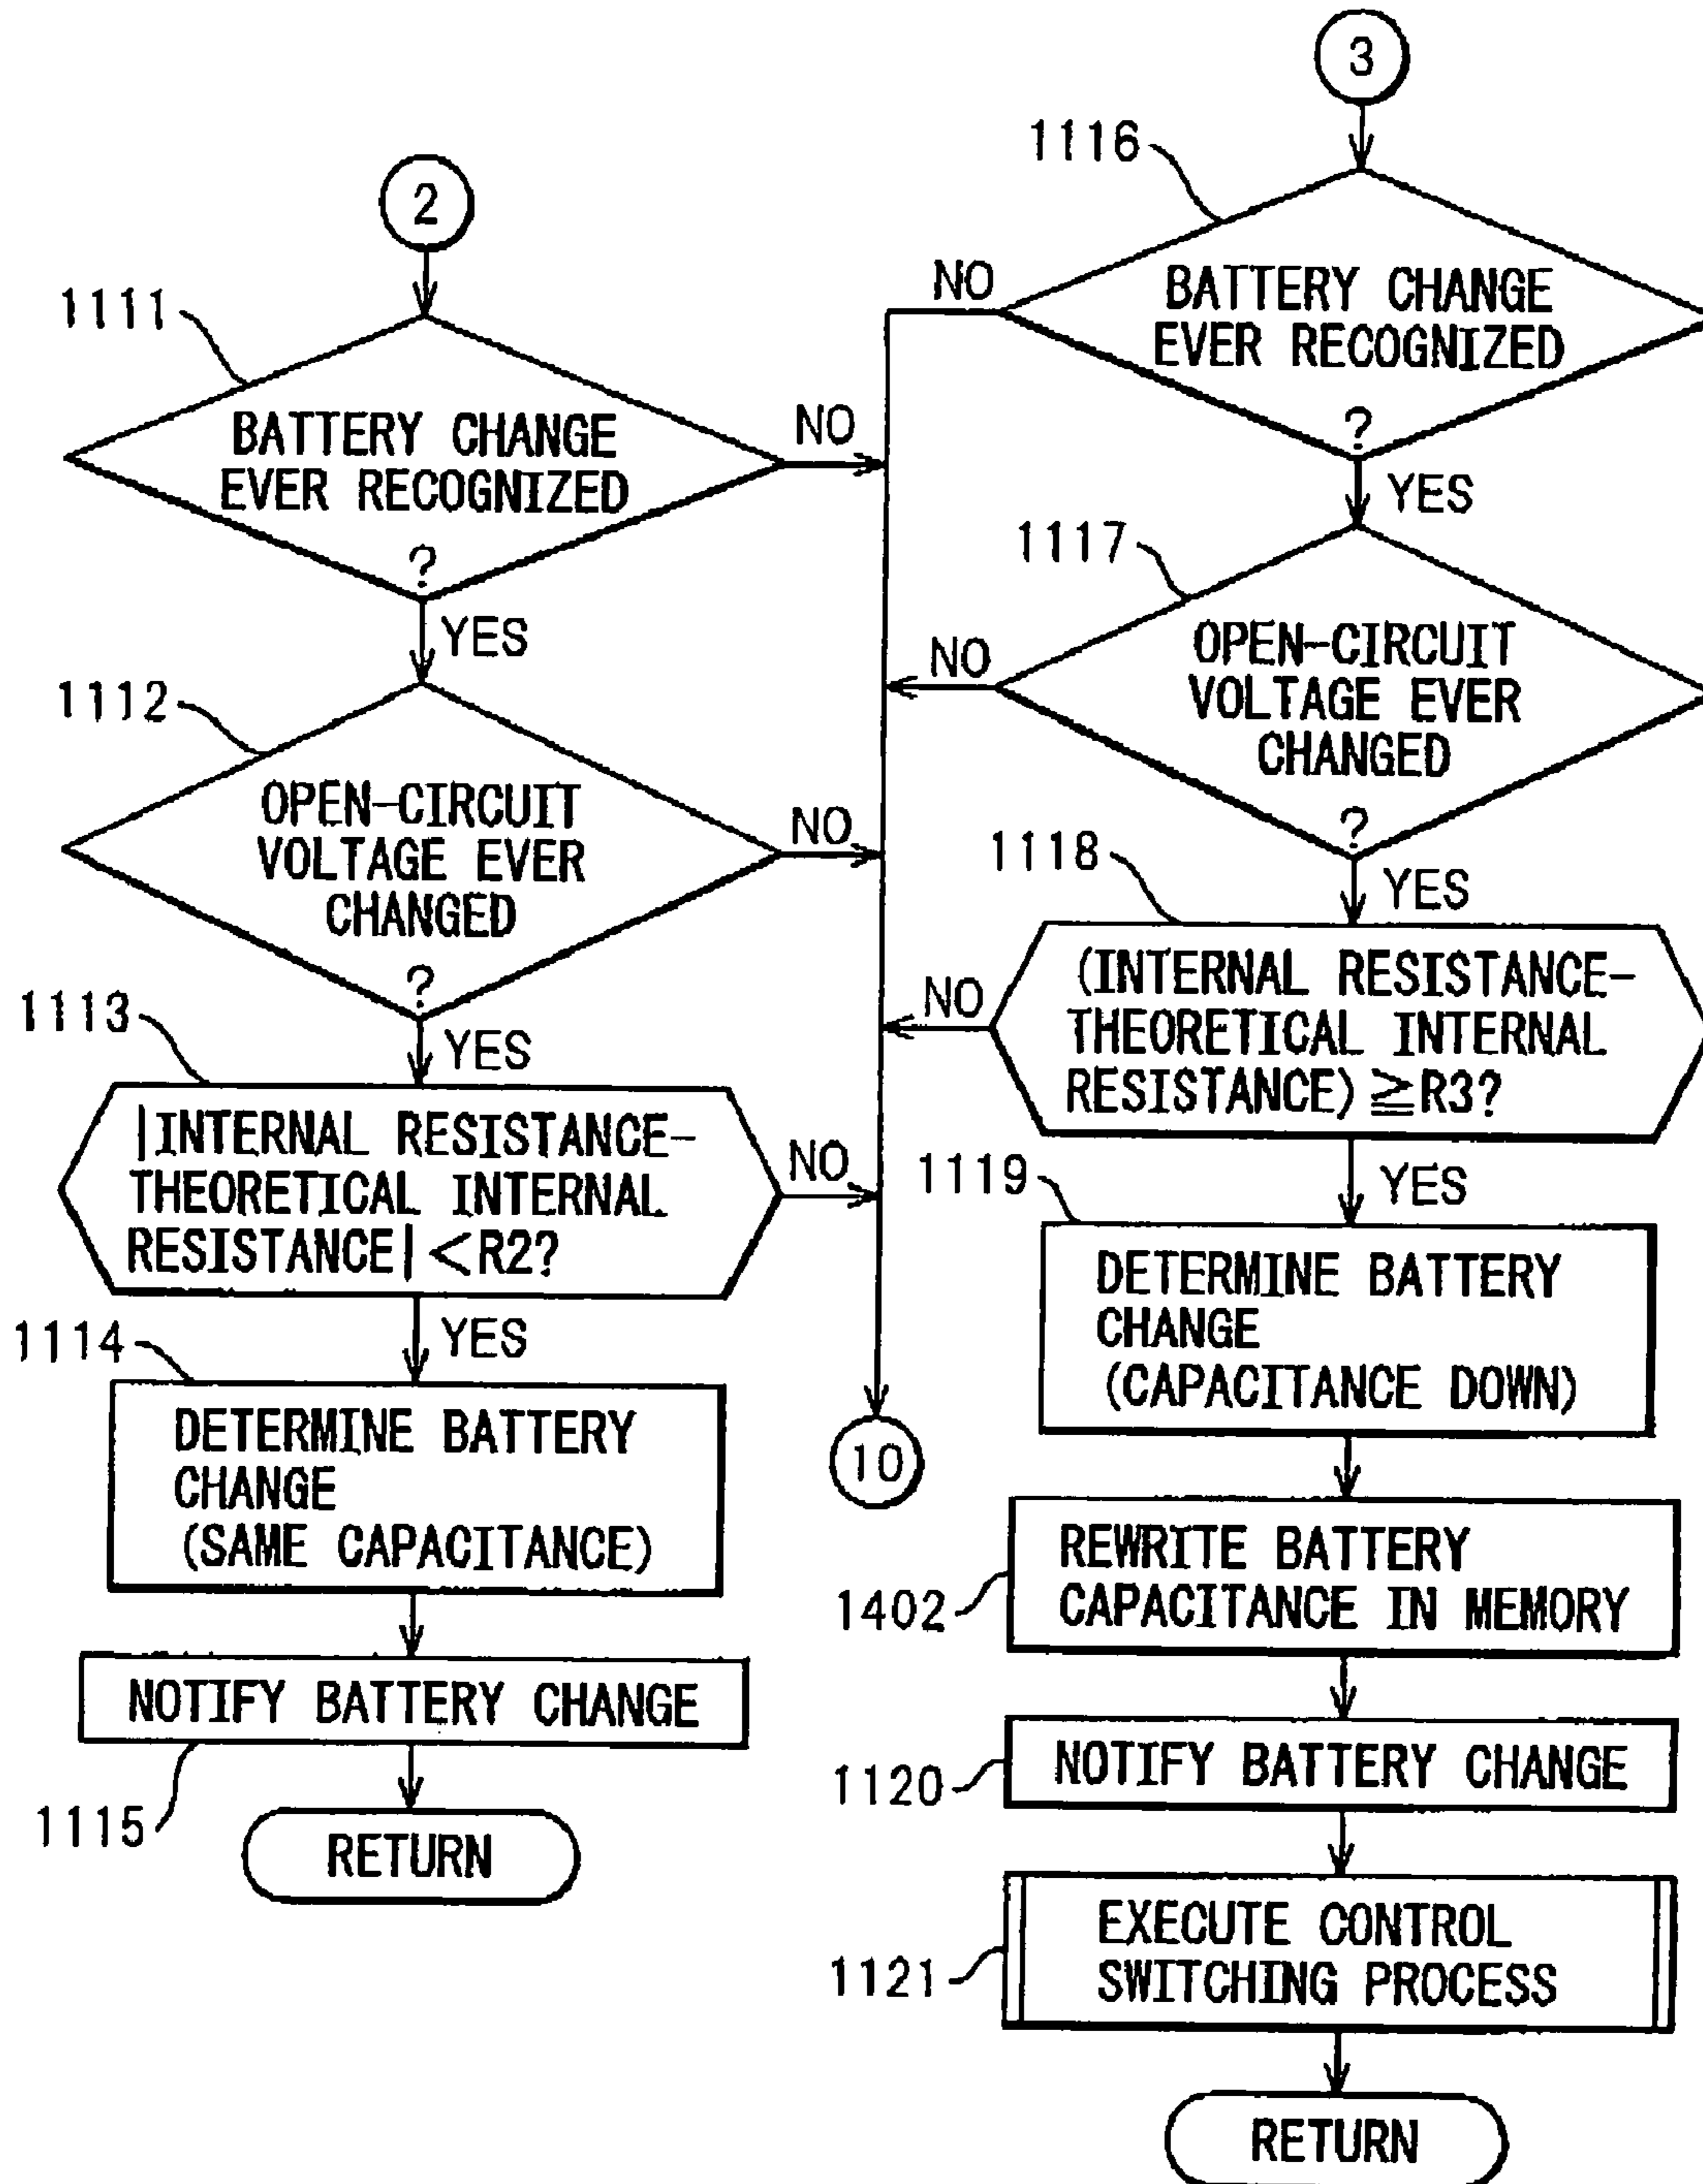 2
1111
BATTERY CHANGE
EVER RECOGNIZED
?
NO
YES
1112
OPEN-CIRCUIT
VOLTAGE EVER
CHANGED
?
NO
YES
1113
|INTERNAL RESISTANCE-
THEORETICAL INTERNAL
RESISTANCE| <R2?
NO
YES
1114
DETERMINE BATTERY
CHANGE
(SAME CAPACITANCE)
NOTIFY BATTERY CHANGE
1115
RETURN
3
1116
BATTERY CHANGE
EVER RECOGNIZED
?
NO
YES
1117
OPEN-CIRCUIT
VOLTAGE EVER
CHANGED
?
NO
YES
1118
(INTERNAL RESISTANCE-
THEORETICAL INTERNAL
RESISTANCE) ≧R3?
NO
YES
1119
DETERMINE BATTERY
CHANGE
(CAPACITANCE DOWN)
10
REWRITE BATTERY
CAPACITANCE IN MEMORY
1402
NOTIFY BATTERY CHANGE
1120
EXECUTE CONTROL
SWITCHING PROCESS
1121
RETURN